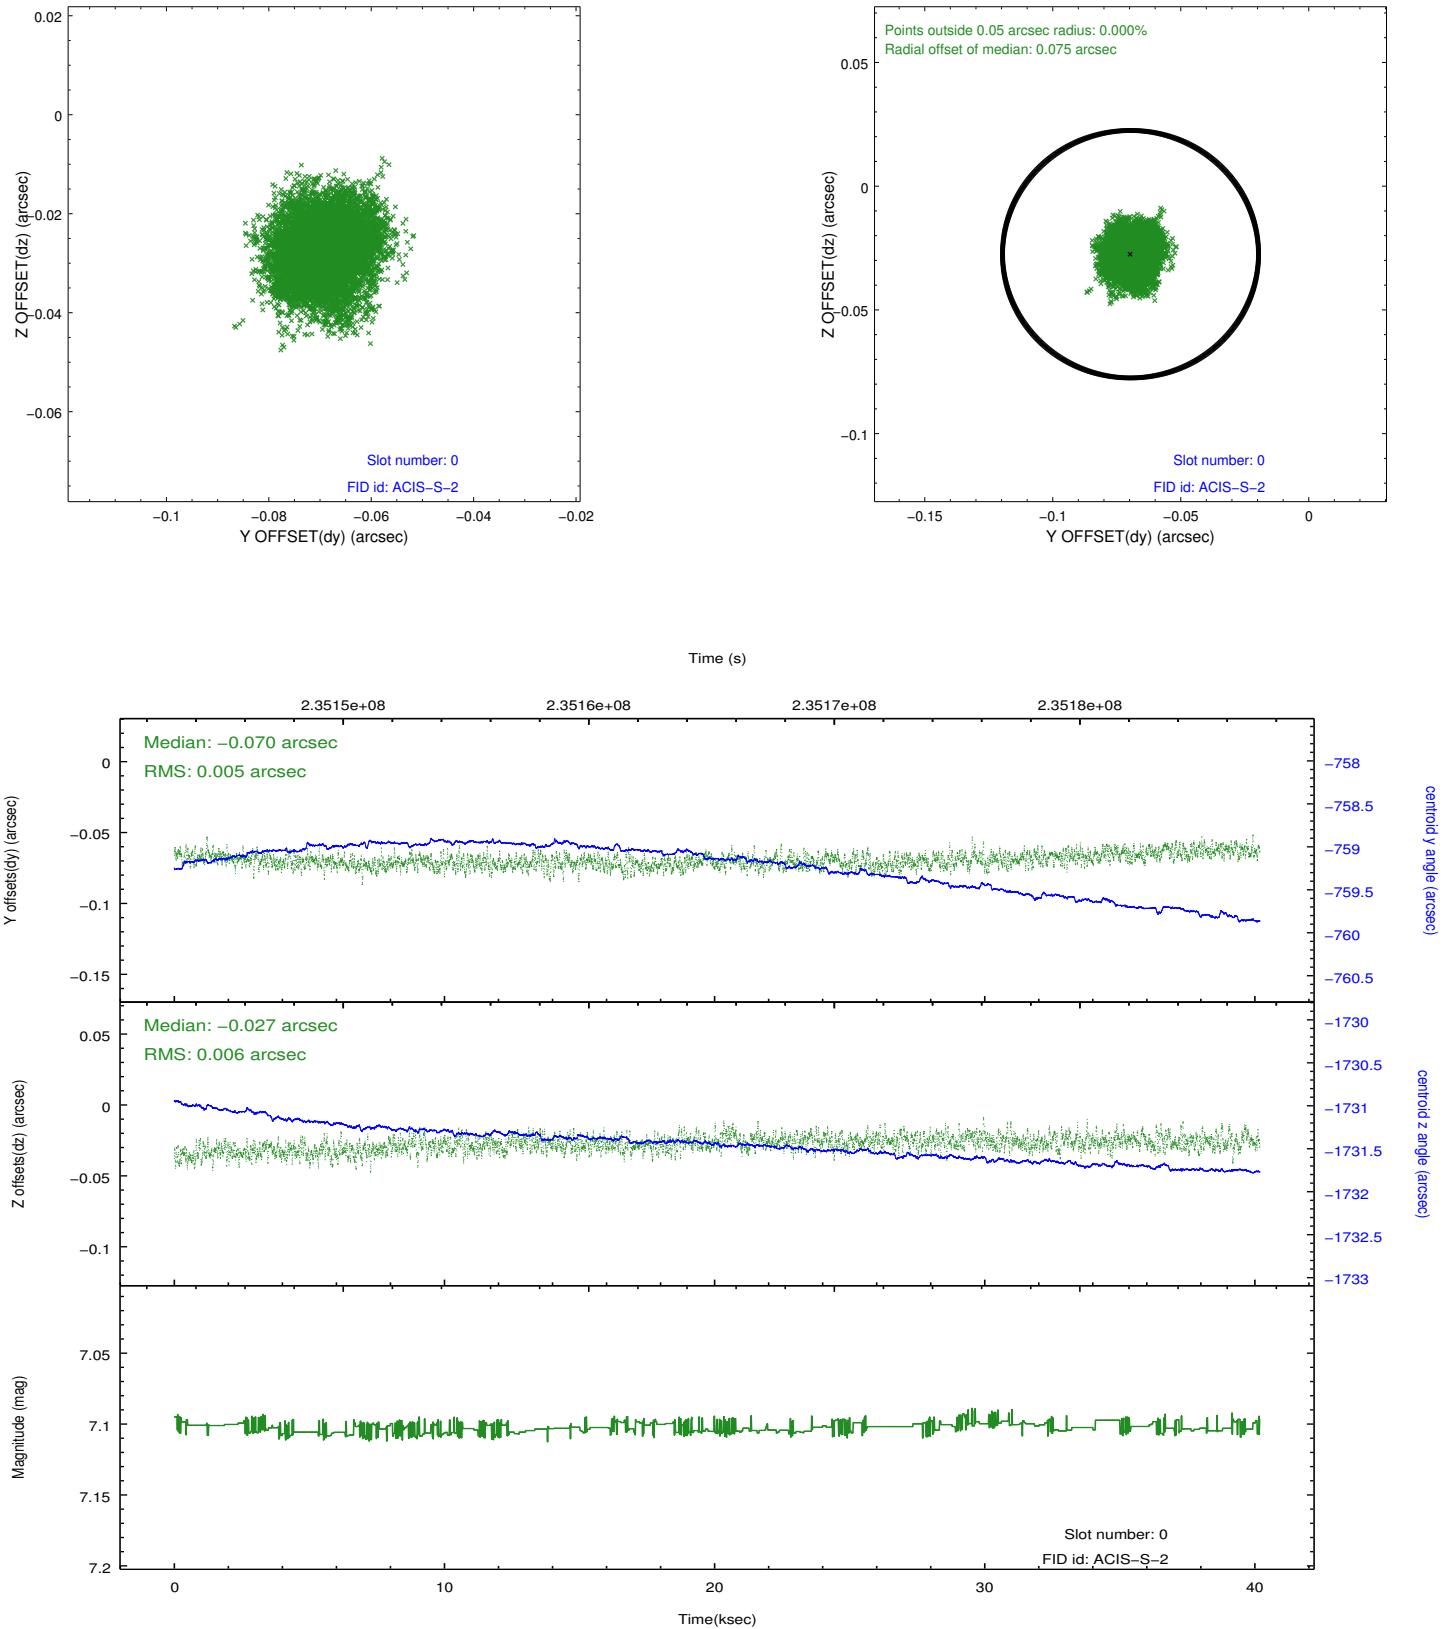 0.02
0
−0.02
−0.04
−0.06
Z OFFSET(dz) (arcsec)
Slot number: 0
FID id: ACIS−S−2
−0.1
−0.08
−0.06
−0.04
−0.02
Y OFFSET(dy) (arcsec)
Points outside 0.05 arcsec radius: 0.000%
Radial offset of median: 0.075 arcsec
0.05
0
−0.05
−0.1
Z OFFSET(dz) (arcsec)
Slot number: 0
FID id: ACIS−S−2
−0.15
−0.1
−0.05
0
Y OFFSET(dy) (arcsec)
Time (s)
2.3515e+08
2.3516e+08
2.3517e+08
2.3518e+08
Median: −0.070 arcsec
RMS: 0.005 arcsec
0
−0.05
−0.1
−0.15
Y offsets(dy) (arcsec)
−758
−758.5
−759
−759.5
−760
−760.5
centroid y angle (arcsec)
Median: −0.027 arcsec
RMS: 0.006 arcsec
0.05
0
−0.05
−0.1
Z offsets(dz) (arcsec)
−1730
−1730.5
−1731
−1731.5
−1732
−1732.5
−1733
centroid z angle (arcsec)
7.05
7.1
7.15
7.2
Magnitude (mag)
Slot number: 0
FID id: ACIS−S−2
0
10
20
30
40
Time(ksec)